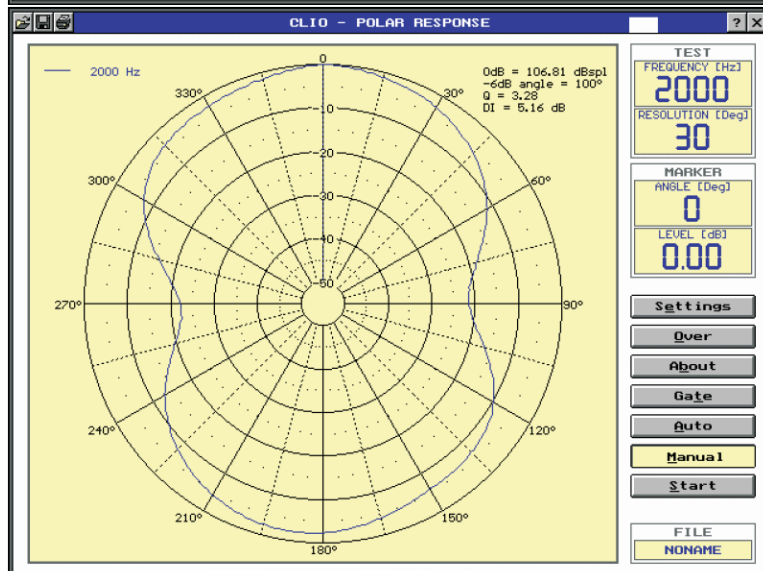 CLIO - POLAR RESPONSE
? X
2000 Hz
0dB = 106.81 dBspl
-6dB angle = 100°
Q = 3.28
DI = 5.16 dB
0
330°
30°
-10
-20
300°
60°
-30
-40
-50
270°
90°
240°
120°
210°
150°
180°
TEST
FREQUENCY [Hz]
2000
RESOLUTION [Deg]
30
MARKER
ANGLE [Deg]
0
LEVEL [dB]
0.00
Settings
Over
About
Gate
Auto
Manual
Start
FILE
NONAME